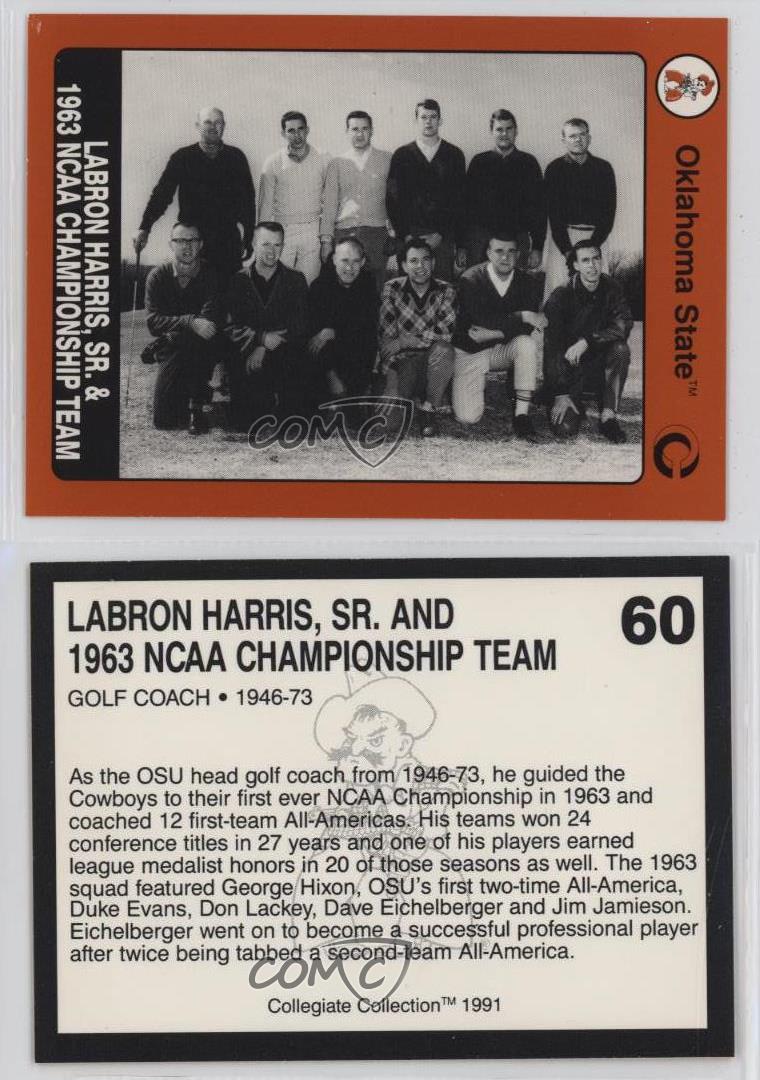 LABRON HARRIS, SR. &
1963 NCAA CHAMPIONSHIP TEAM
Oklahoma State™
COMC
LABRON HARRIS, SR. AND
1963 NCAA CHAMPIONSHIP TEAM
60
GOLF COACH • 1946-73
As the OSU head golf coach from 1946-73, he guided the
Cowboys to their first ever NCAA Championship in 1963 and
coached 12 first-team All-Americas. His teams won 24
conference titles in 27 years and one of his players earned
league medalist honors in 20 of those seasons as well. The 1963
squad featured George Hixon, OSU's first two-time All-America,
Duke Evans, Don Lackey, Dave Eichelberger and Jim Jamieson.
Eichelberger went on to become a successful professional player
after twice being tabbed a second-team All-America.
COMC
Collegiate Collection™ 1991